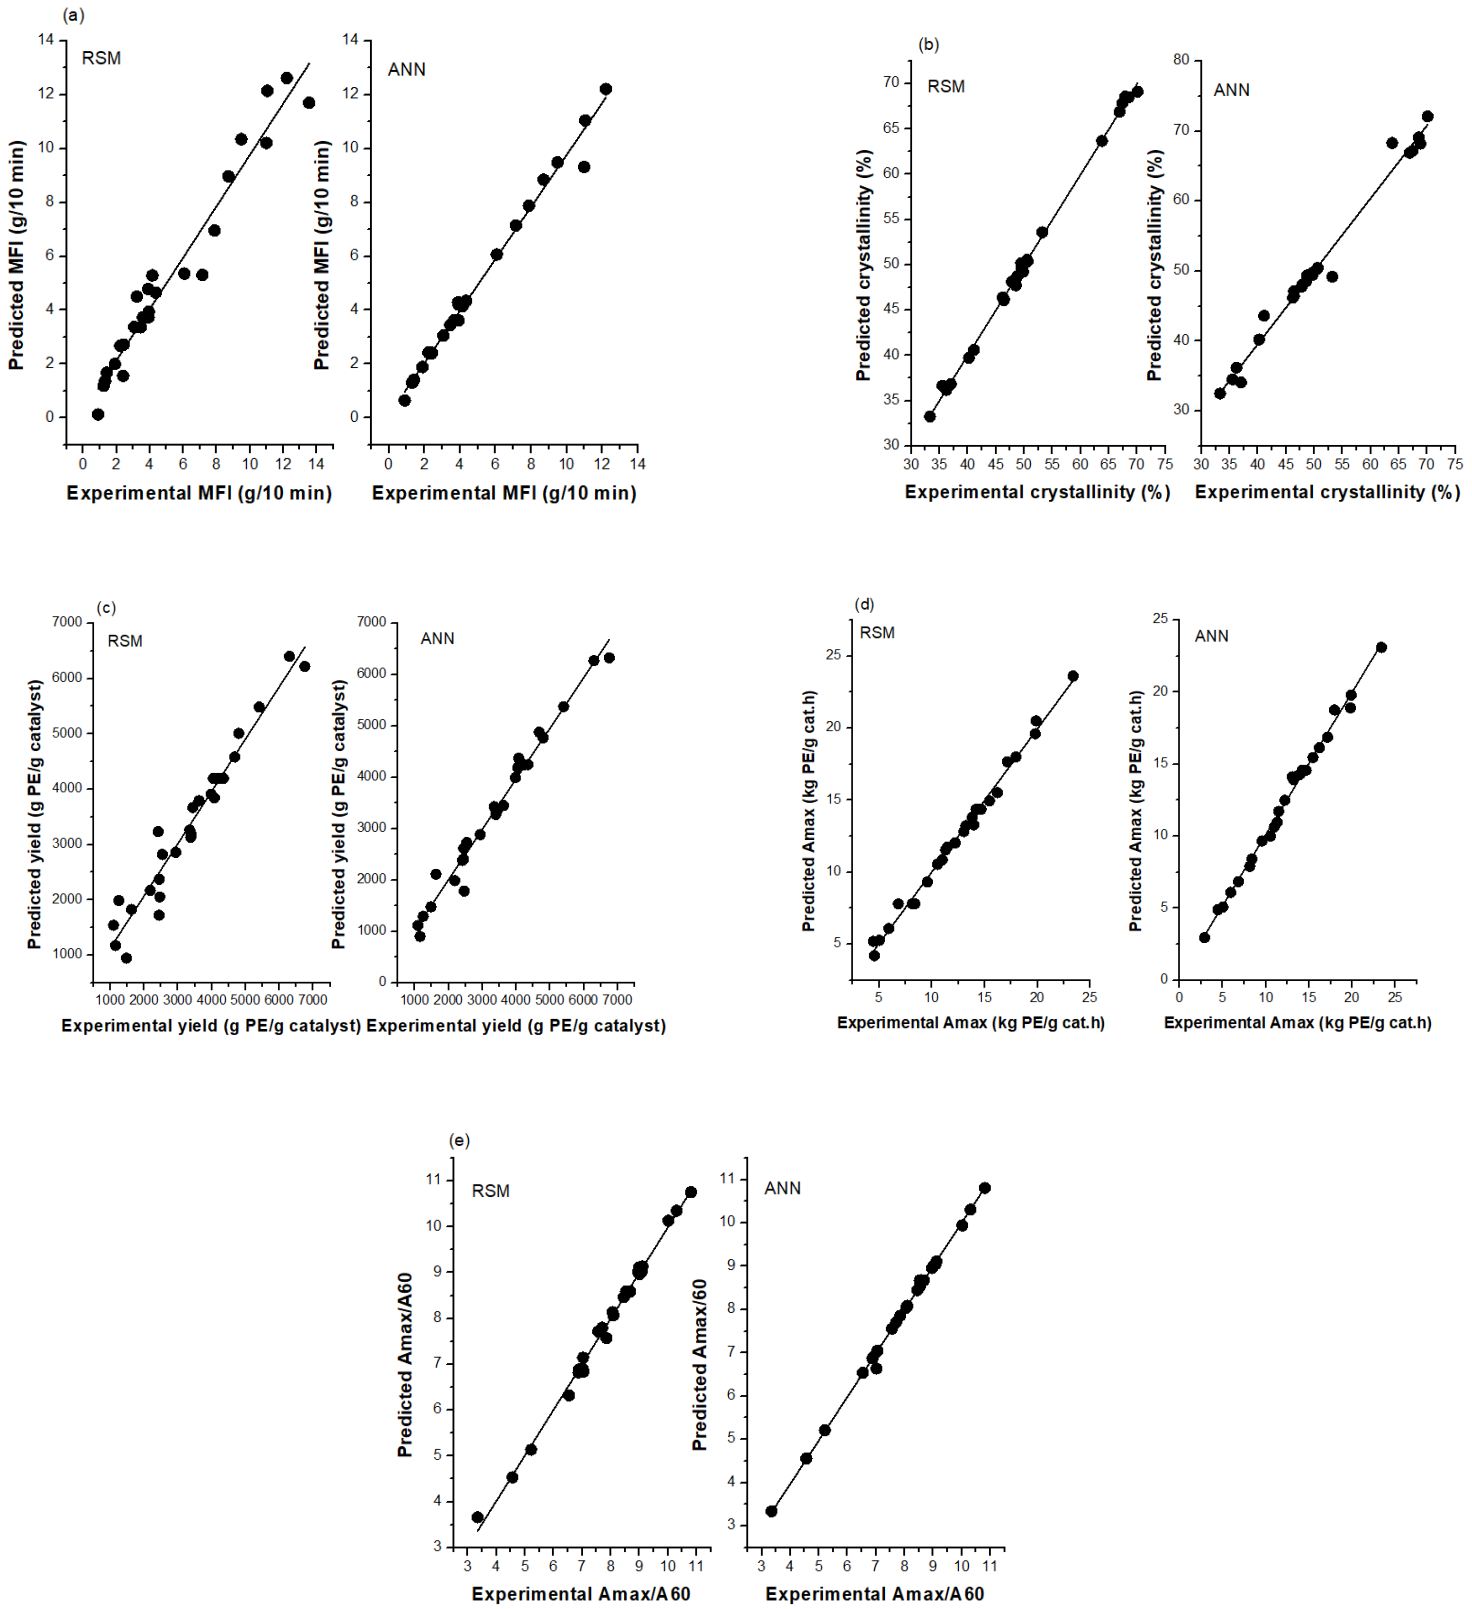 (a)
RSM
14
12
10
8
6
4
2
0
Predicted MFI (g/10 min)
0 2 4 6 8 10 12 14
Experimental MFI (g/10 min)
ANN
14
12
10
8
6
4
2
0
Predicted MFI (g/10 min)
0 2 4 6 8 10 12 14
Experimental MFI (g/10 min)
(b)
RSM
70
65
60
55
50
45
40
35
30
Predicted crystallinity (%)
30 35 40 45 50 55 60 65 70 75
Experimental crystallinity (%)
ANN
80
70
60
50
40
30
Predicted crystallinity (%)
30 35 40 45 50 55 60 65 70 75
Experimental crystallinity (%)
(c)
RSM
7000
6000
5000
4000
3000
2000
1000
Predicted yield (g PE/g catalyst)
1000 2000 3000 4000 5000 6000 7000
Experimental yield (g PE/g catalyst)
ANN
7000
6000
5000
4000
3000
2000
1000
0
Predicted yield (g PE/g catalyst)
1000 2000 3000 4000 5000 6000 7000
Experimental yield (g PE/g catalyst)
(d)
RSM
25
20
15
10
5
Predicted Amax (kg PE/g cat.h)
5 10 15 20 25
Experimental Amax (kg PE/g cat.h)
ANN
25
20
15
10
5
0
Predicted Amax (kg PE/g cat.h)
0 5 10 15 20 25
Experimental Amax (kg PE/g cat.h)
(e)
RSM
11
10
9
8
7
6
5
4
3
Predicted Amax/A60
3 4 5 6 7 8 9 10 11
Experimental Amax/A60
ANN
11
10
9
8
7
6
5
4
3
Predicted Amax/60
3 4 5 6 7 8 9 10 11
Experimental Amax/A60